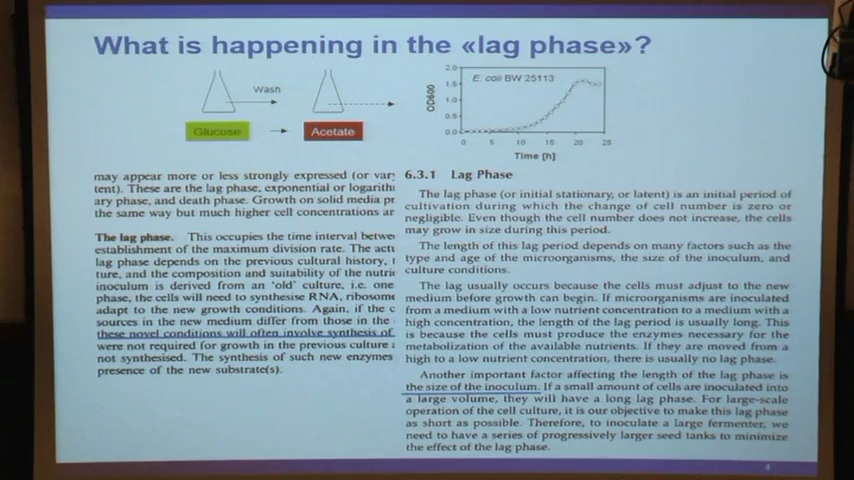 What is happening in the «lag phase»?
Wash
Glucose
Acetate
OD600
2.0
1.5
1.0
0.5
0.0
E. coli BW 25113
0 5 10 15 20 25
Time [h]
may appear more or less strongly expressed (or var
tent). These are the lag phase, exponential or logarith
ary phase, and death phase. Growth on solid media pr
the same way but much higher cell concentrations ar
The lag phase. This occupies the time interval betwe
establishment of the maximum division rate. The actu
lag phase depends on the previous cultural history, t
ture, and the composition and suitability of the nutri
inoculum is derived from an 'old' culture, i.e. one
phase, the cells will need to synthesise RNA, ribosome
adapt to the new growth conditions. Again, if the c
sources in the new medium differ from those in the
these novel conditions will often involve synthesis of
were not required for growth in the previous culture
not synthesised. The synthesis of such new enzymes
presence of the new substrate(s).
6.3.1 Lag Phase
The lag phase (or initial stationary, or latent) is an initial period of
cultivation during which the change of cell number is zero or
negligible. Even though the cell number does not increase, the cells
may grow in size during this period.
The length of this lag period depends on many factors such as the
type and age of the microorganisms, the size of the inoculum, and
culture conditions.
The lag usually occurs because the cells must adjust to the new
medium before growth can begin. If microorganisms are inoculated
from a medium with a low nutrient concentration to a medium with a
high concentration, the length of the lag period is usually long. This
is because the cells must produce the enzymes necessary for the
metabolization of the available nutrients. If they are moved from a
high to a low nutrient concentration, there is usually no lag phase.
Another important factor affecting the length of the lag phase is
the size of the inoculum. If a small amount of cells are inoculated into
a large volume, they will have a long lag phase. For large-scale
operation of the cell culture, it is our objective to make this lag phase
as short as possible. Therefore, to inoculate a large fermenter, we
need to have a series of progressively larger seed tanks to minimize
the effect of the lag phase.
4